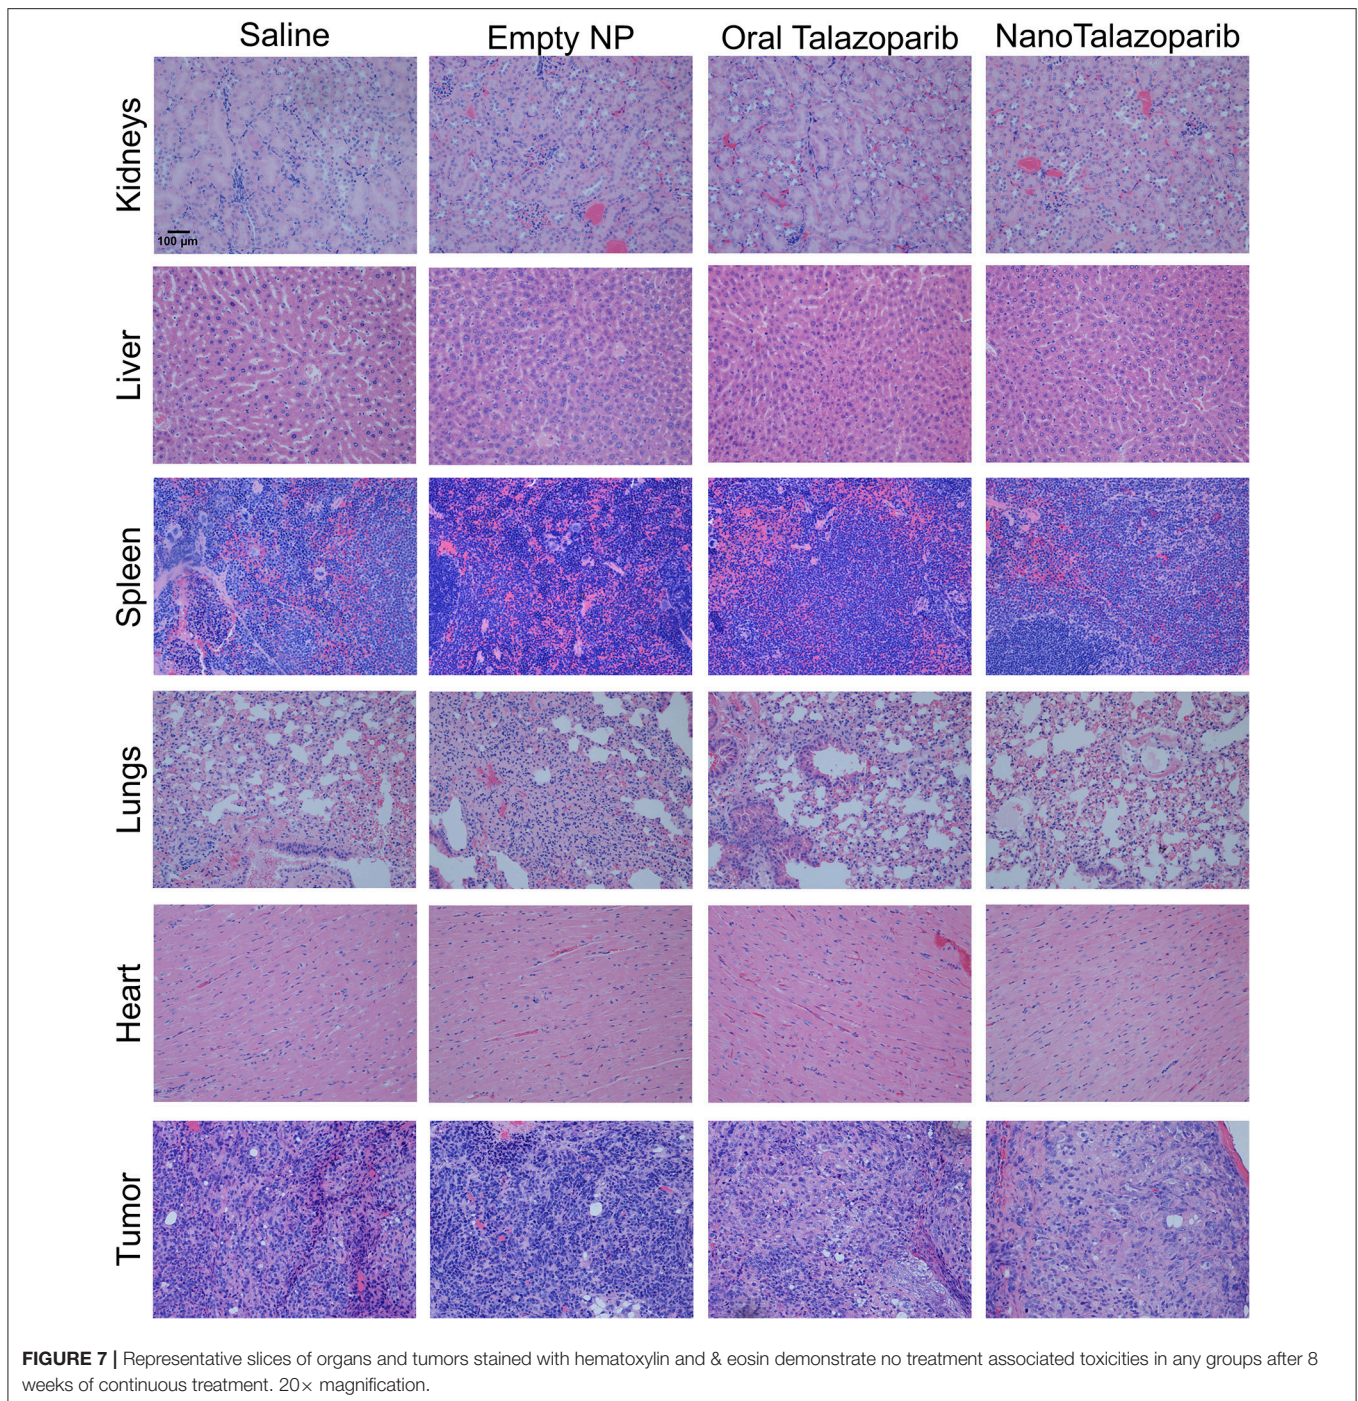 Saline Empty NP Oral Talazoparib NanoTalazoparib
Kidneys
100 µm
Liver
Spleen
Lungs
Heart
Tumor
FIGURE 7 | Representative slices of organs and tumors stained with hematoxylin and & eosin demonstrate no treatment associated toxicities in any groups after 8
weeks of continuous treatment. 20× magnification.